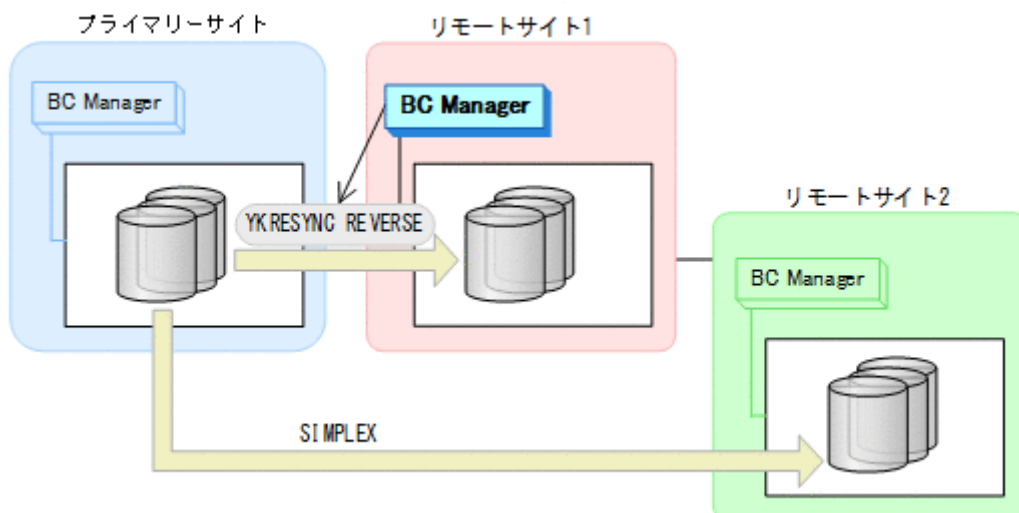 プライマリーサイト
リモートサイト1
BC Manager
BC Manager
YKRESYNC REVERSE
リモートサイト2
BC Manager
SIMPLEX